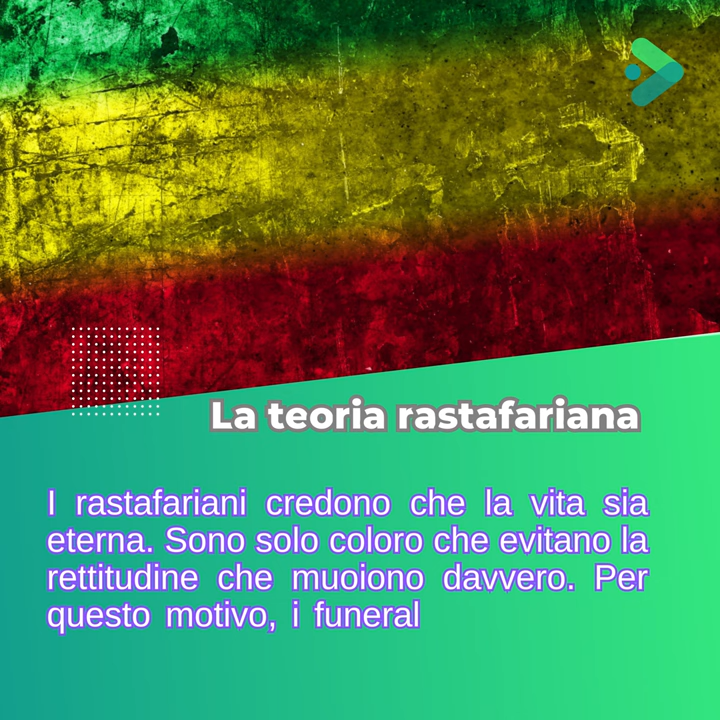 La teoria rastafariana
I rastafariani credono che la vita sia
eterna. Sono solo coloro che evitano la
rettitudine che muoiono davvero. Per
questo motivo, i funeral